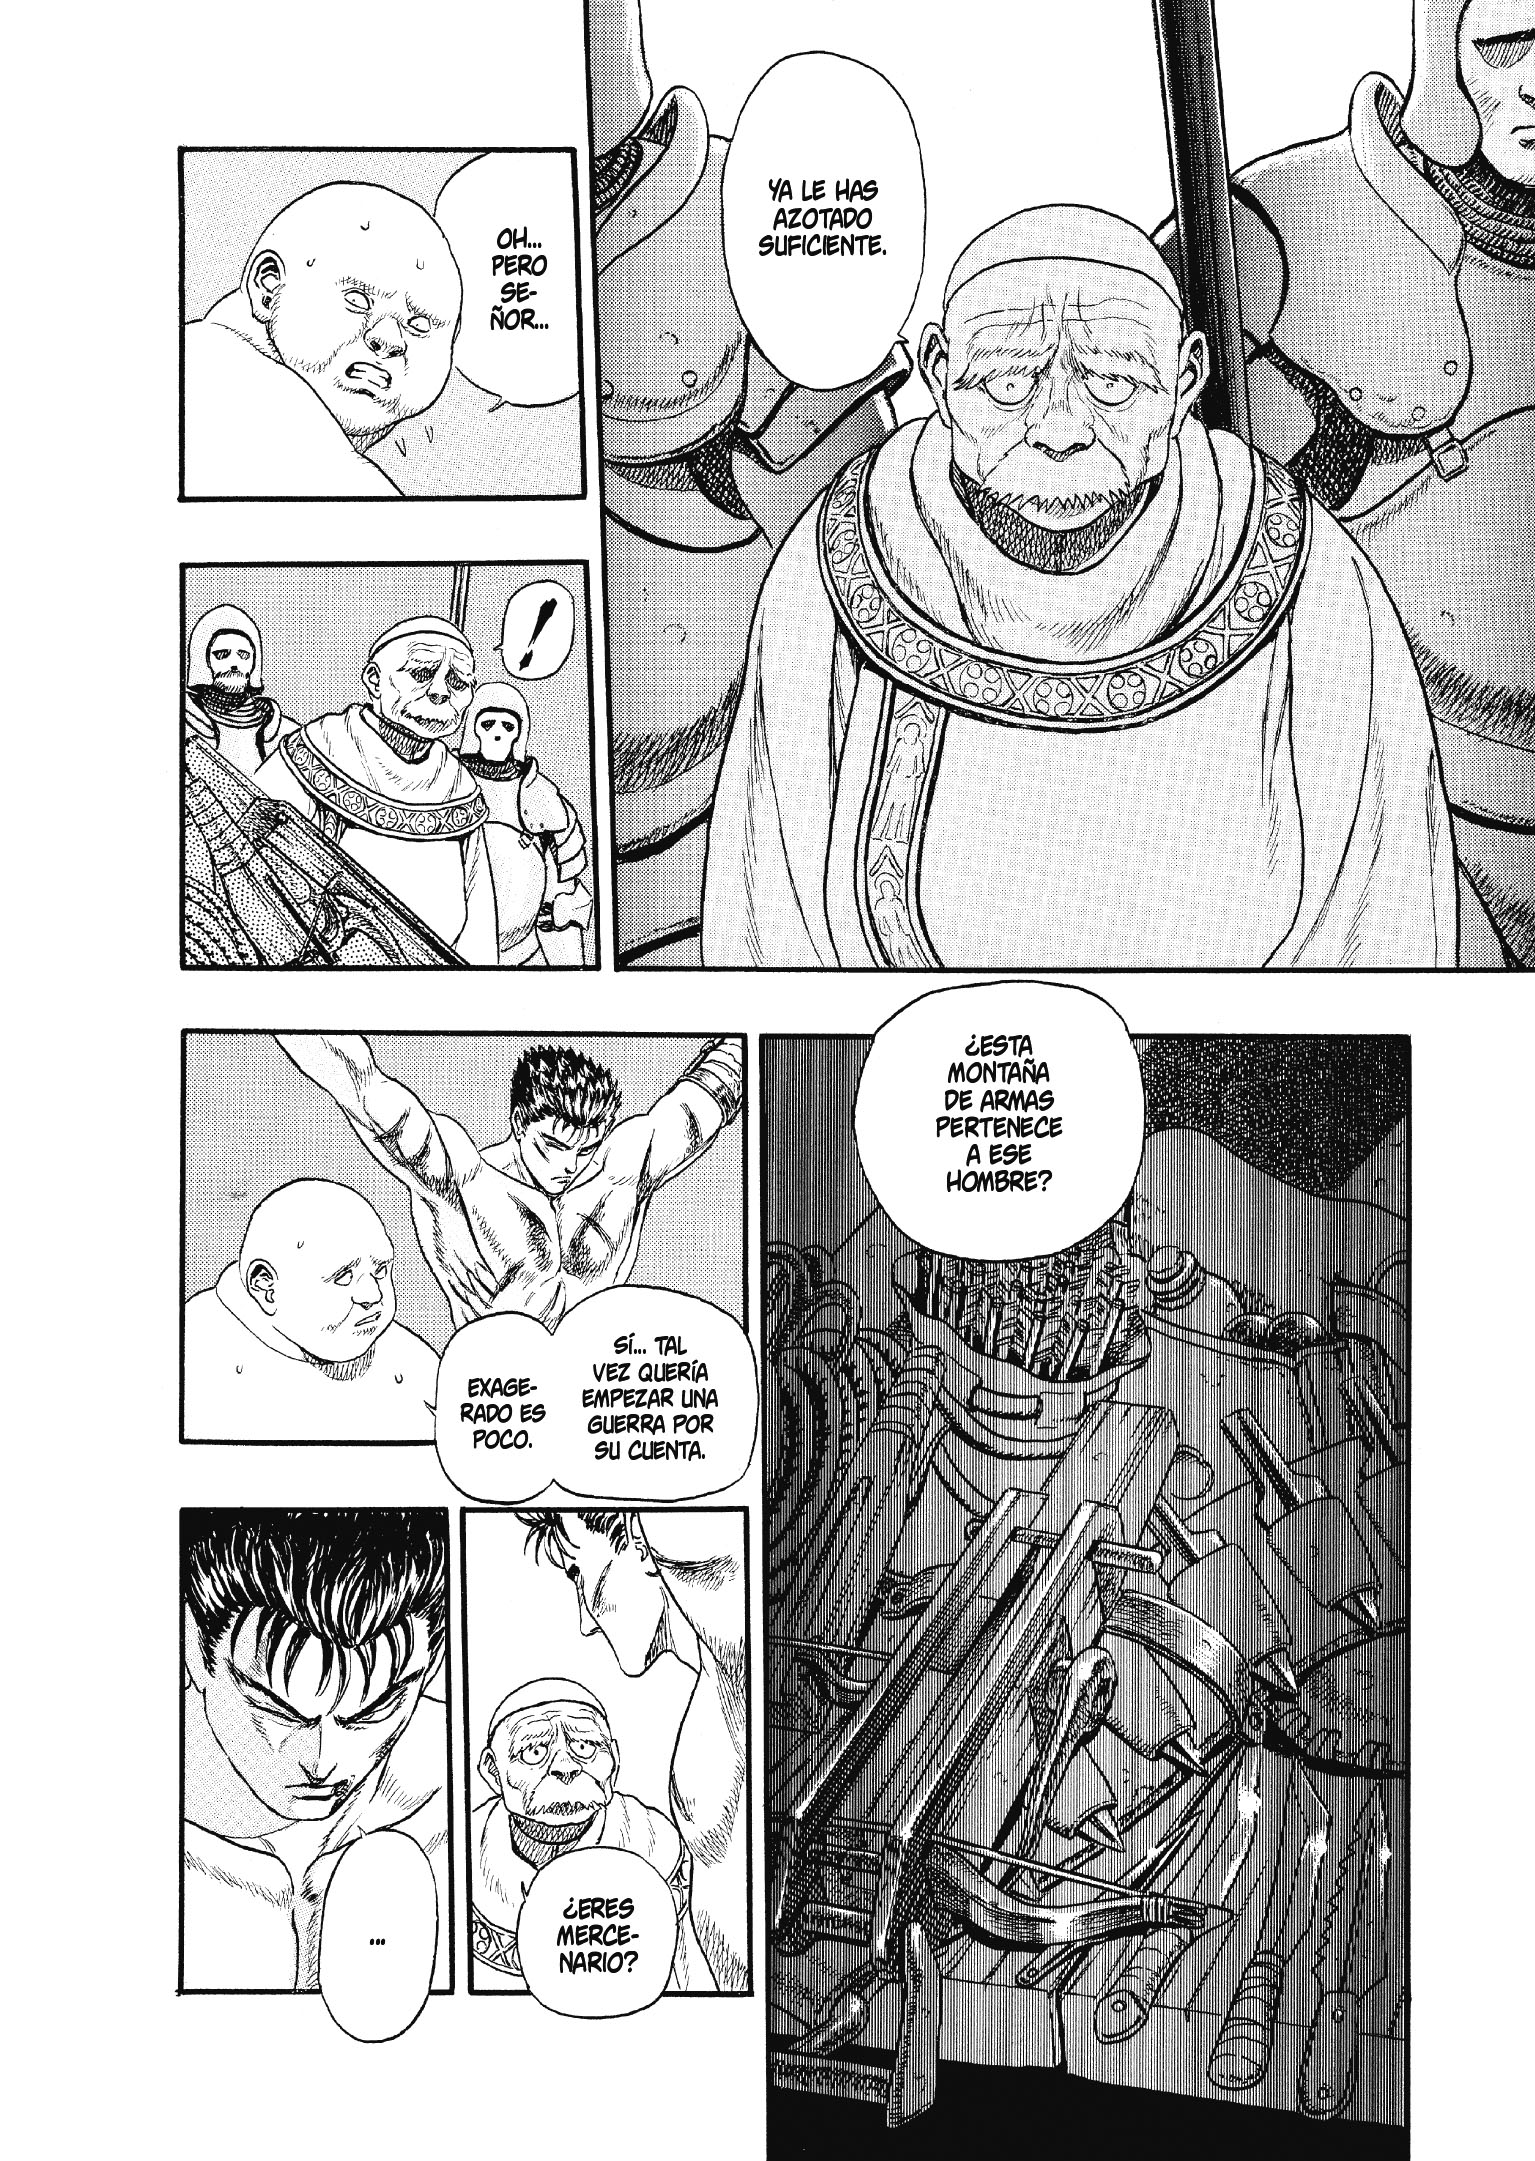 YA LE HAS
AZOTADO
SUFICIENTE.
OH...
PERO
SE-
ÑOR...
!
¿ESTA
MONTAÑA
DE ARMAS
PERTENECE
A ESE
HOMBRE?
SÍ... TAL
VEZ QUERÍA
EMPEZAR UNA
GUERRA POR
SU CUENTA.
EXAGE-
RADO ES
POCO.
¿ERES
MERCE-
NARIO?
...